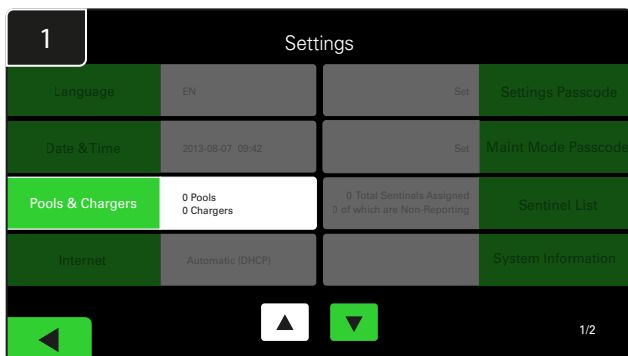 1
Settings
Language
EN
Set
Settings Passcode
Date & Time
2013-08-07 09:42
Set
Maint Mode Passcode
Pools & Chargers
0 Pools
0 Chargers
0 Total Sentinels Assigned
0 of which are Non-Reporting
Sentinel List
Internet
Automatic (DHCP)
System Information
1/2